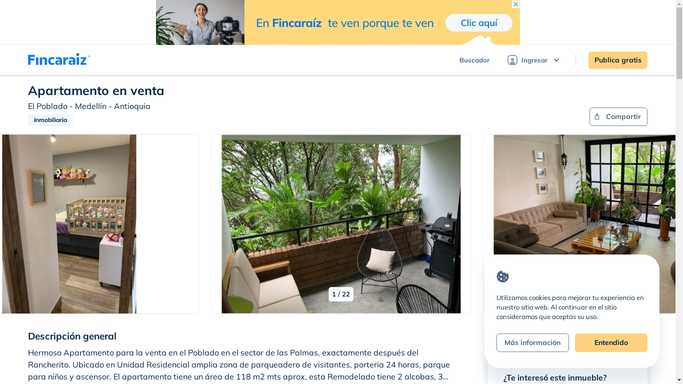 En Fincaraíz te ven porque te ven
Clic aquí
Fincaraiz
Buscador
Ingresar
Publica gratis
Apartamento en venta
El Poblado - Medellín - Antioquia
Inmobiliaria
Compartir
1 / 22
Utilizamos cookies para mejorar tu experiencia en
nuestro sitio web. Al continuar en el sitio
consideramos que aceptas su uso.
Más información
Entendido
Descripción general
Hermoso Apartamento para la venta en el Poblado en el sector de las Palmas, exactamente después del
Rancherito. Ubicado en Unidad Residencial amplia zona de parqueadero de visitantes, porteria 24 horas, parque
para niños y ascensor. El apartamento tiene un área de 118 m2 mts aprox, esta Remodelado tiene 2 alcobas, 3...
¿Te interesó este inmueble?